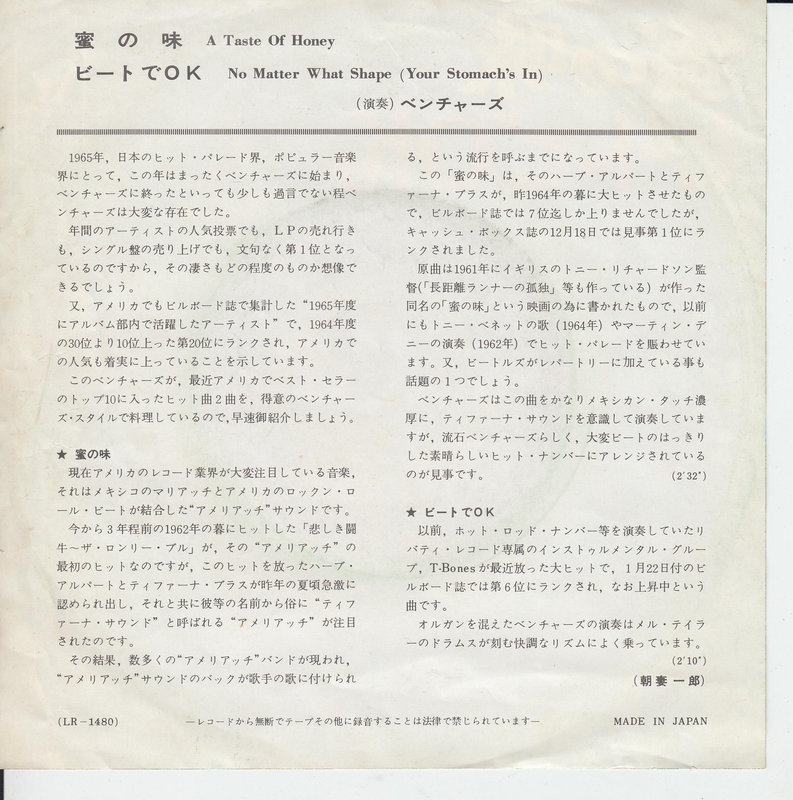 蜜の味 A Taste Of Honey
ビートでOK No Matter What Shape (Your Stomach's In)
(演奏) ベンチャーズ
1965年，日本のヒット・パレード界，ポピュラー音楽
界にとって，この年はまったくベンチャーズに始まり，
ベンチャーズに終ったといっても少しも過言でない程ベ
ンチャーズは大変な存在でした。
年間のアーティストの人気投票でも，LPの売れ行き
も，シングル盤の売り上げでも，文句なく第1位となっ
ているのですから，その凄さもどの程度のものか想像で
きるでしょう。
又，アメリカでもビルボード誌で集計した“1965年度
にアルバム部内で活躍したアーティスト”で，1964年度
の30位より10位上った第20位にランクされ，アメリカで
の人気も着実に上っていることを示しています。
このベンチャーズが，最近アメリカでベスト・セラー
のトップ10に入ったヒット曲2曲を，得意のベンチャー
ズ・スタイルで料理しているので，早速御紹介しましょう。
★ 蜜の味
現在アメリカのレコード業界が大変注目している音楽，
それはメキシコのマリアッチとアメリカのロックン・ロ
ール・ビートが結合した“アメリアッチ”サウンドです。
今から3年程前の1962年の暮にヒットした「悲しき闘
牛〜ザ・ロンリー・ブル」が，その“アメリアッチ”の
最初のヒットなのですが，このヒットを放ったハーブ・
アルパートとティファーナ・ブラスが昨年の夏頃急激に
認められ出し，それと共に彼等の名前から俗に“ティフ
ァーナ・サウンド”と呼ばれる“アメリアッチ”が注目
されたのです。
その結果，数多くの“アメリアッチ”バンドが現われ，
“アメリアッチ”サウンドのバックが歌手の歌に付けられ
る，という流行を呼ぶまでになっています。
この「蜜の味」は，そのハーブ・アルバートとティフ
ァーナ・ブラスが，昨1964年の暮に大ヒットさせたもの
で，ビルボード誌では7位迄しか上りませんでしたが，
キャッシュ・ボックス誌の12月18日では見事第1位にラ
ンクされました。
原曲は1961年にイギリスのトニー・リチャードソン監
督(「長距離ランナーの孤独」等も作っている) が作った
同名の「蜜の味」という映画の為に書かれたもので，以前
にもトニー・ベネットの歌 (1964年) やマーティン・デ
ニーの演奏 (1962年) でヒット・パレードを賑わせてい
ます。又，ビートルズがレパートリーに加えている事も
話題の1つでしょう。
ベンチャーズはこの曲をかなりメキシカン・タッチ濃
厚に，ティファーナ・サウンドを意識して演奏していま
すが，流石ベンチャーズらしく，大変ビートのはっきり
した素晴らしいヒット・ナンバーにアレンジされている
のが見事です。 (2′32″)
★ ビートでOK
以前，ホット・ロッド・ナンバー等を演奏していたリ
バティ・レコード専属のインストゥルメンタル・グルー
プ，T-Bonesが最近放った大ヒットで，1月22日付のビ
ルボード誌では第6位にランクされ，なお上昇中という
曲です。
オルガンを混えたベンチャーズの演奏はメル・テイラ
ーのドラムスが刻む快調なリズムによく乗っています。
(2′10″)
(朝妻一郎)
(LR-1480) —レコードから無断でテープその他に録音することは法律で禁じられています— MADE IN JAPAN